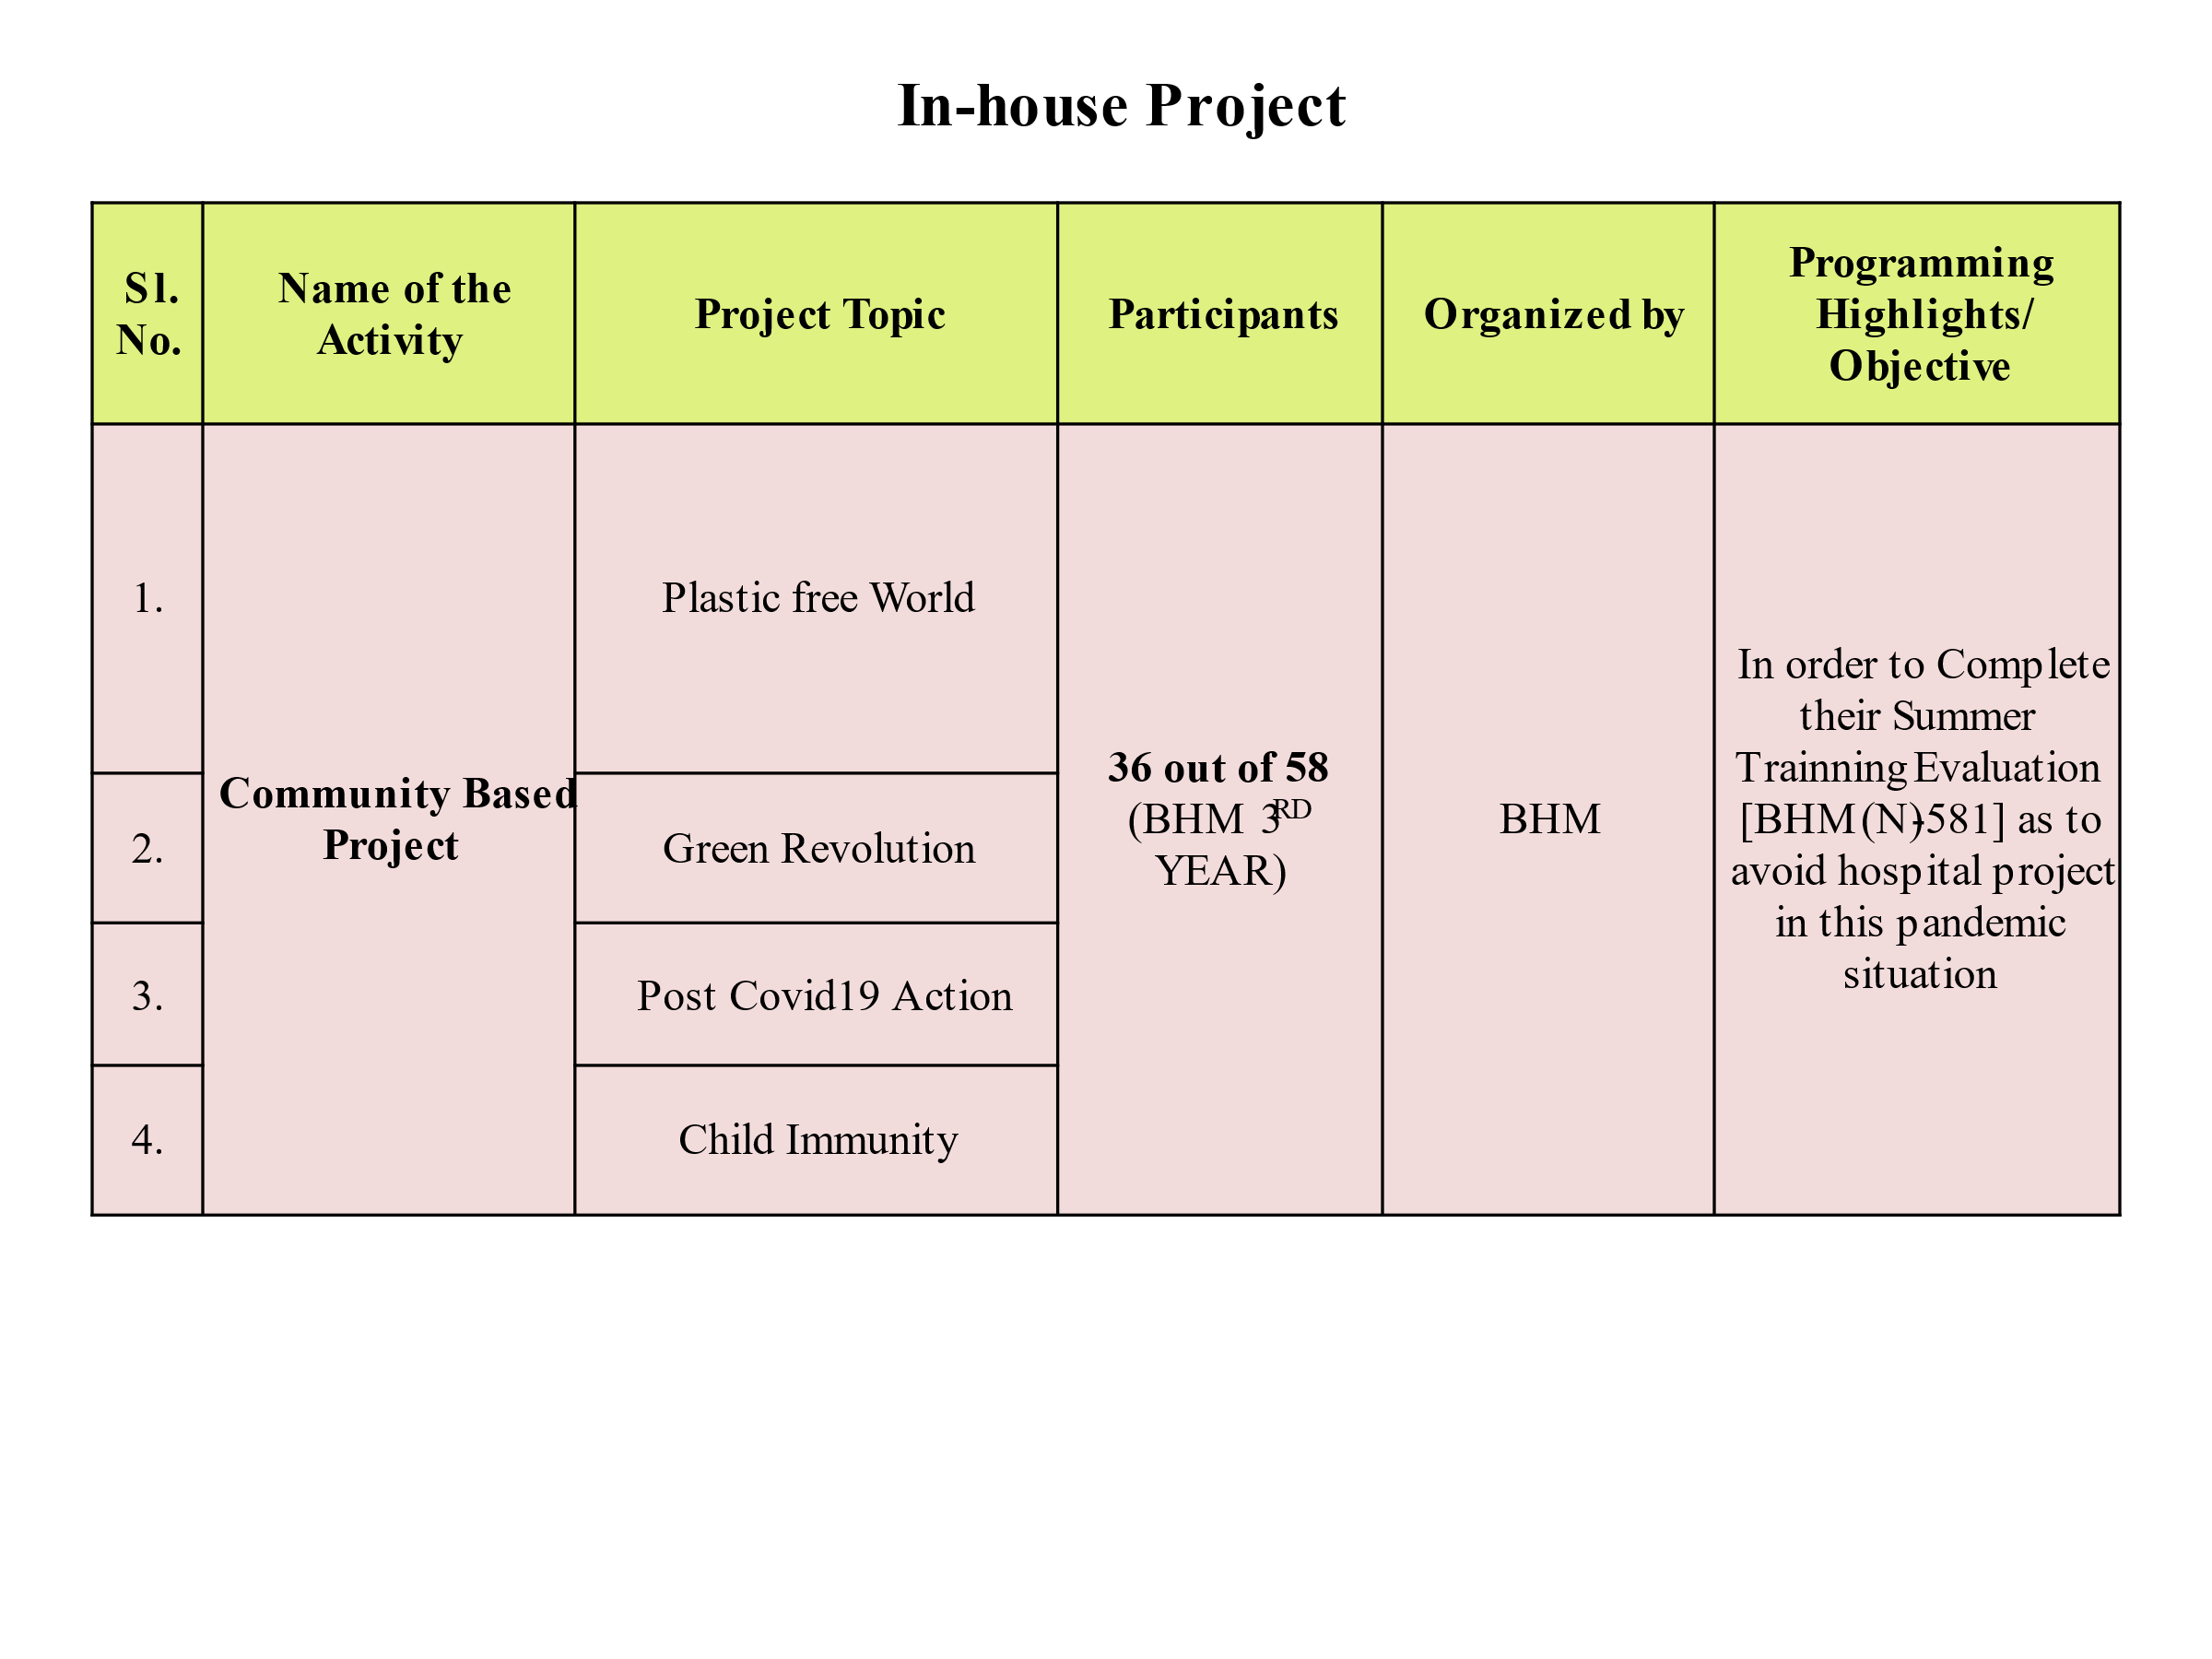 In-house Project
Sl.
No.
Name of the
Activity
Project Topic
Participants
Organized by
Programming
Highlights/
Objective
1.
Community Based
Project
Plastic free World
36 out of 58
(BHM 3RD
YEAR)
BHM
In order to Complete
their Summer
Trainning Evaluation
[BHM(N)-581] as to
avoid hospital project
in this pandemic
situation
2.
Green Revolution
3.
Post Covid19 Action
4.
Child Immunity